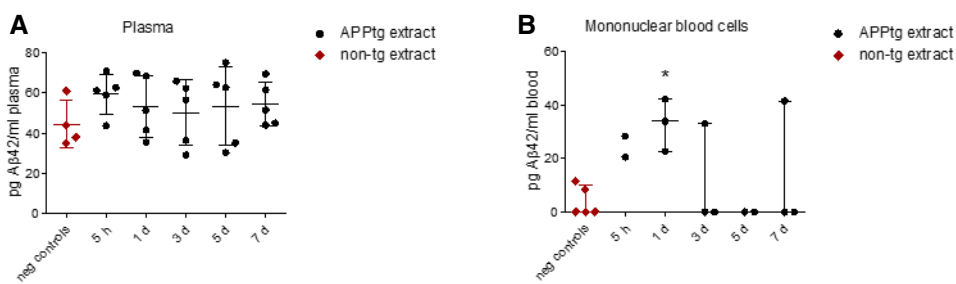 A
Plasma
APPtg extract
non-tg extract
pg Aβ42/ml plasma
80
60
40
20
0
neg controls
5 h
1 d
3 d
5 d
7 d
B
Mononuclear blood cells
APPtg extract
non-tg extract
pg Aβ42/ml blood
60
40
20
0
*
neg controls
5 h
1 d
3 d
5 d
7 d